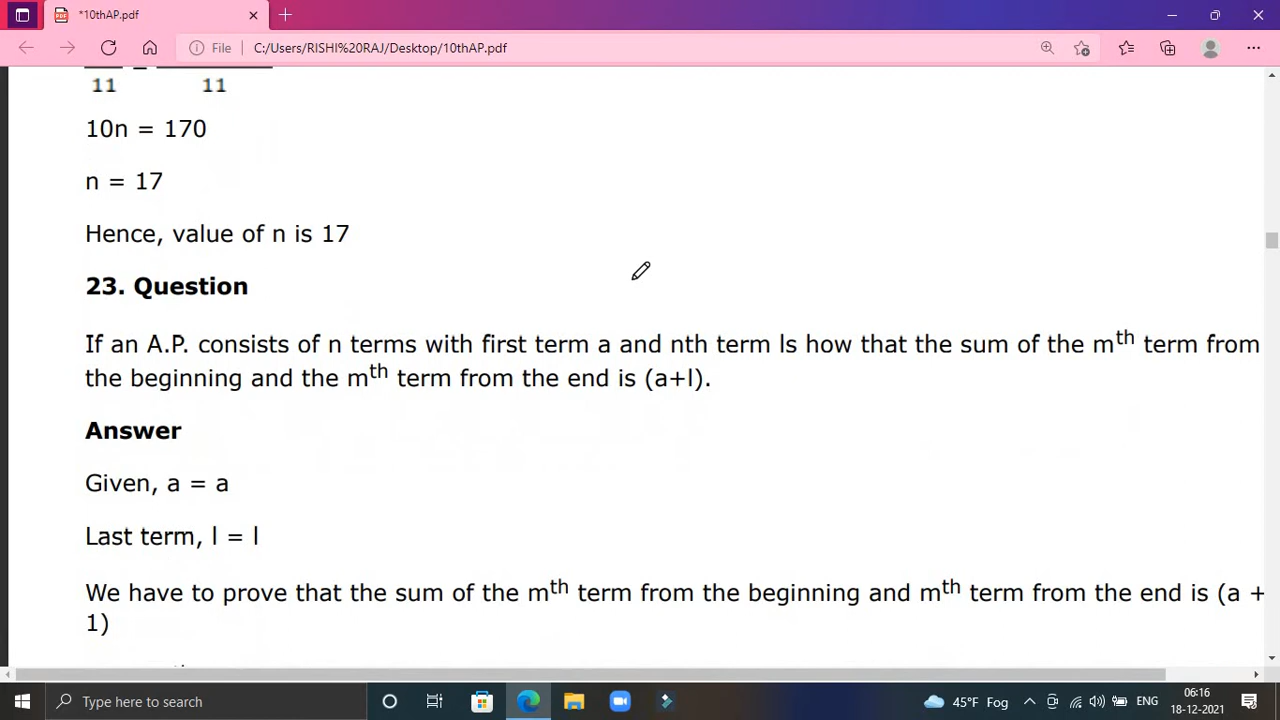 *10thAP.pdf
File C:/Users/RISHI%20RAJ/Desktop/10thAP.pdf
11 11
10n = 170
n = 17
Hence, value of n is 17
23. Question
If an A.P. consists of n terms with first term a and nth term ls how that the sum of the mth term from
the beginning and the mth term from the end is (a+l).
Answer
Given, a = a
Last term, l = l
We have to prove that the sum of the mth term from the beginning and mth term from the end is (a +
1)
Type here to search
45°F Fog
ENG
06:16
18-12-2021